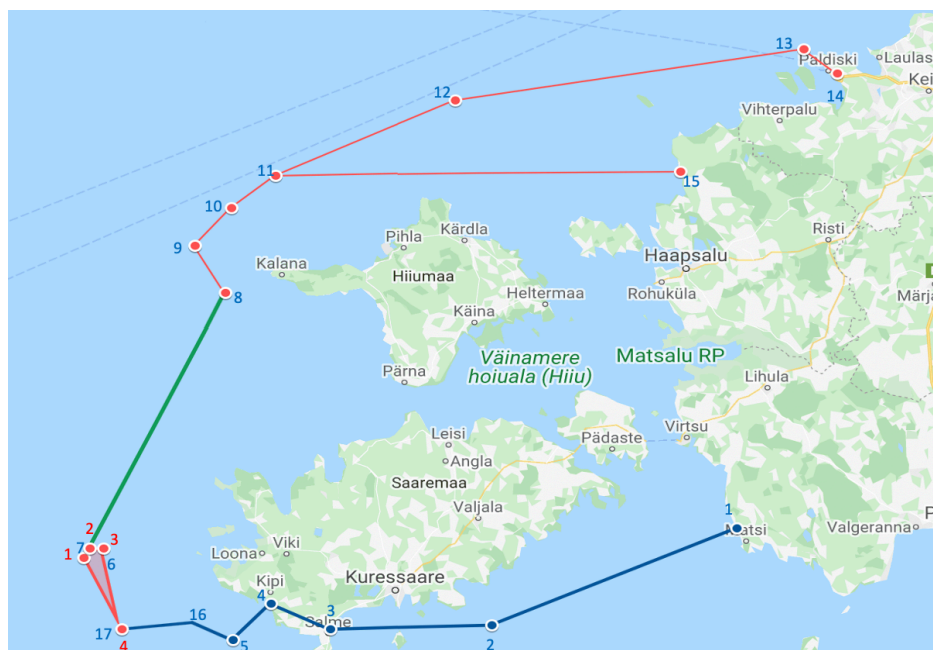 13
Paldiski
Laulas
Kei
12
14
Vihterpalu
11
15
10
Pihla
Kärdla
Risti
9
Kalana
Hiiumaa
Haapsalu
8
Heltermaa
Rohuküla
Märja
Käina
Väinamere
hoiuala (Hiiu)
Matsalu RP
Pärna
Lihula
Leisi
Virtsu
Pädaste
Angla
Saaremaa
Valjala
1
2
7
3
1
6
Loona
Viki
Matsi
Valgeranna
P
Kipi
Kuressaare
4
16
3
Salme
17
4
5
2